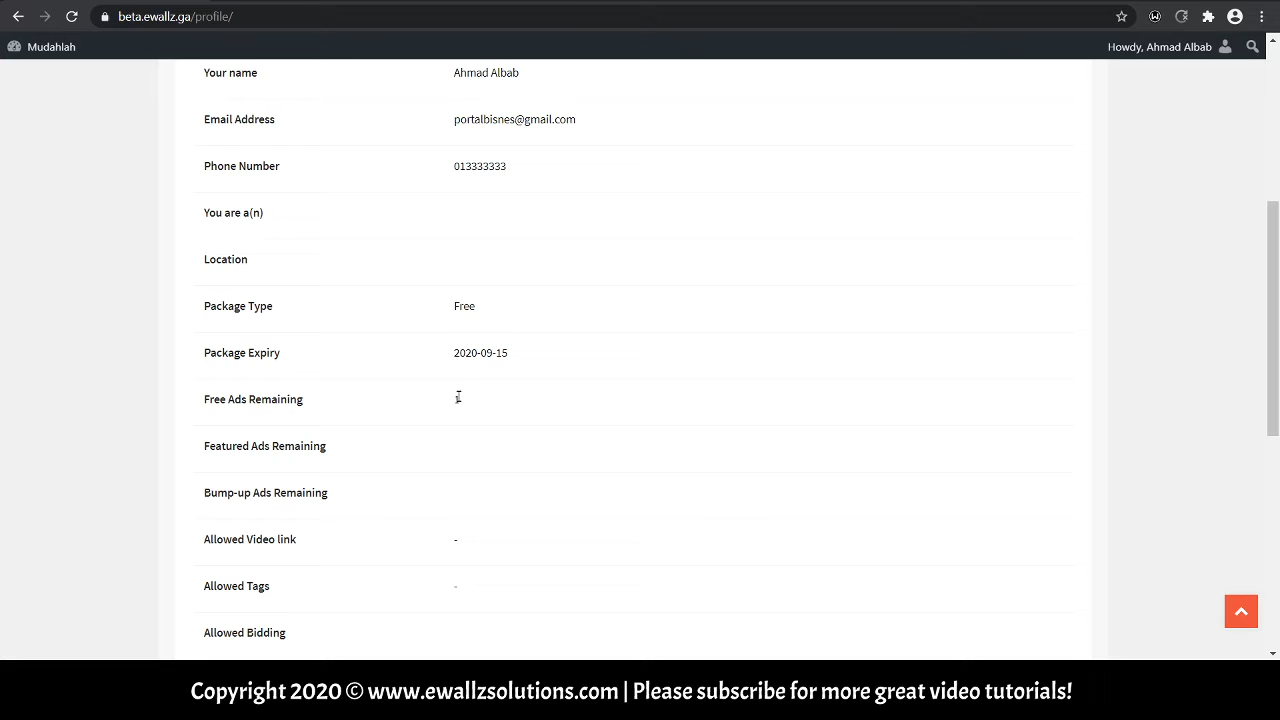 beta.ewallz.ga/profile/
Mudahlah
Howdy, Ahmad Albab
Your name Ahmad Albab
Email Address portalbisnes@gmail.com
Phone Number 013333333
You are a(n)
Location
Package Type Free
Package Expiry 2020-09-15
Free Ads Remaining
Featured Ads Remaining
Bump-up Ads Remaining
Allowed Video link -
Allowed Tags -
Allowed Bidding
Copyright 2020 © www.ewallzsolutions.com | Please subscribe for more great video tutorials!